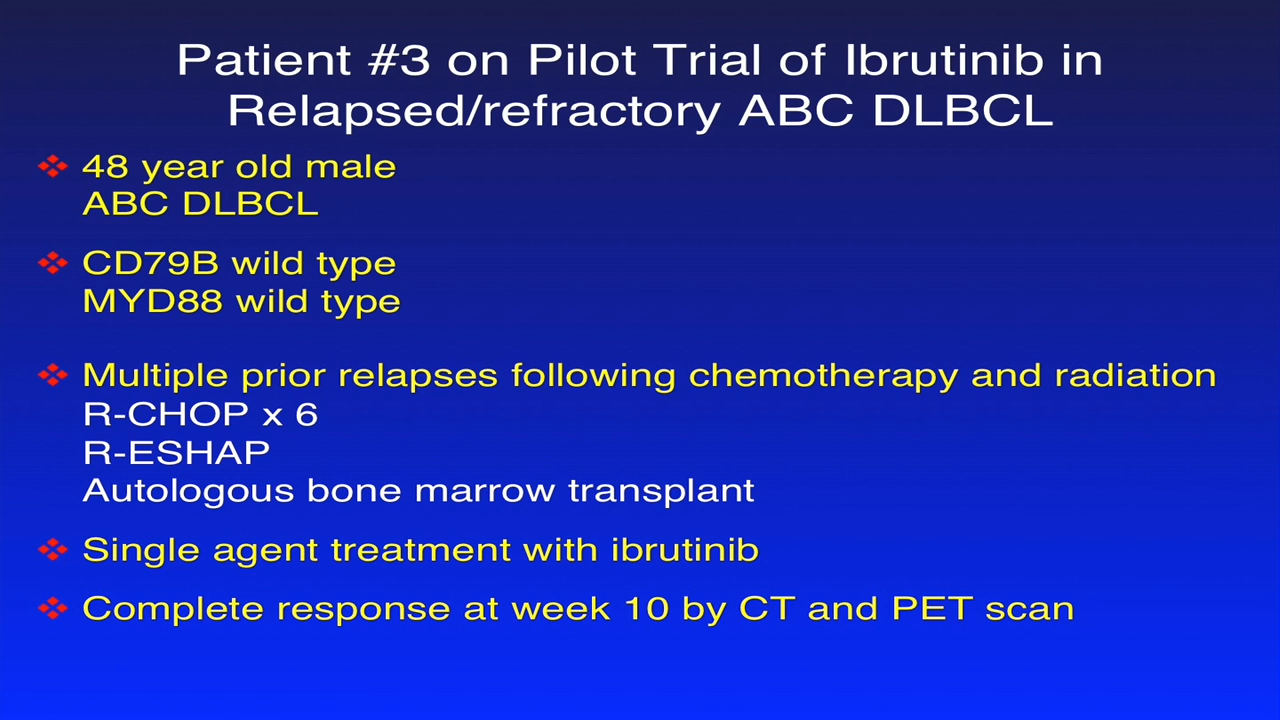 Patient #3 on Pilot Trial of Ibrutinib in
Relapsed/refractory ABC DLBCL
48 year old male
ABC DLBCL
CD79B wild type
MYD88 wild type
Multiple prior relapses following chemotherapy and radiation
R-CHOP x 6
R-ESHAP
Autologous bone marrow transplant
Single agent treatment with ibrutinib
Complete response at week 10 by CT and PET scan